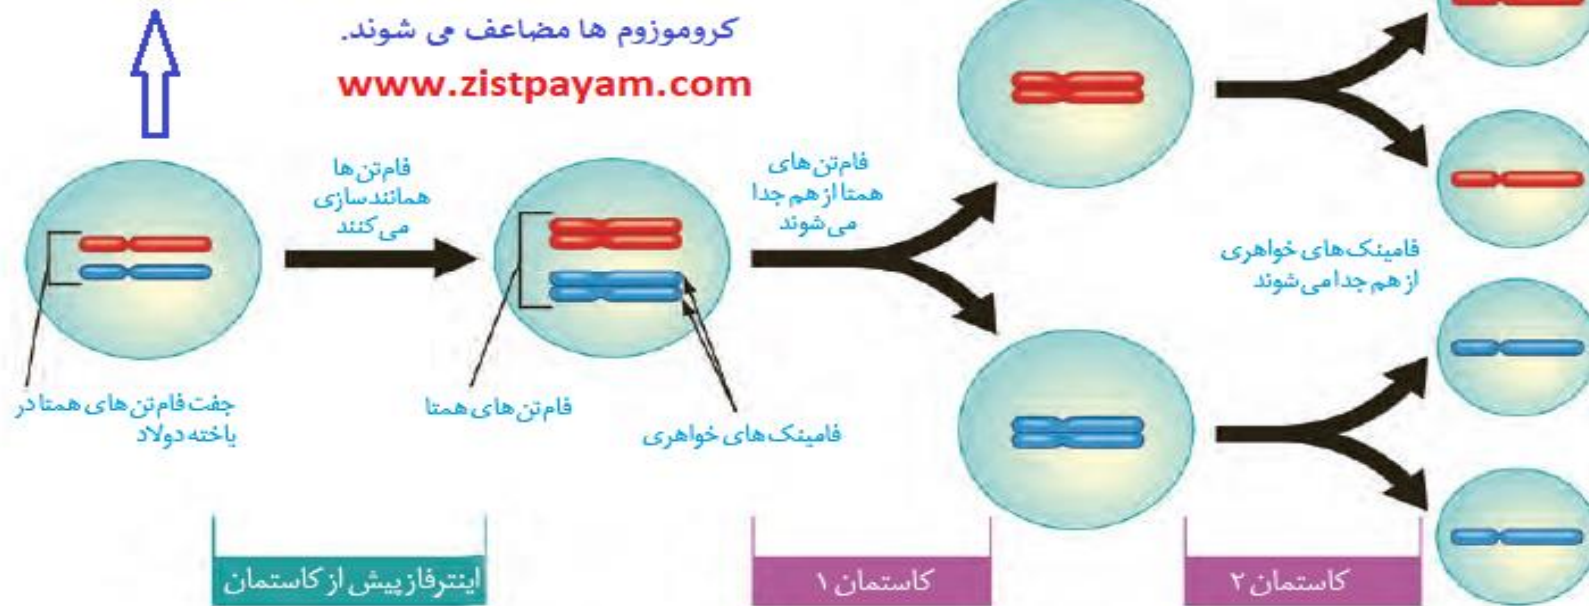 کروموزوم ها مضاعف می شوند.
www.zistpayam.com
فام‌تن‌ها
همانندسازی
می‌کنند
فام‌تن‌های
همتا از هم جدا
می‌شوند
فامینک‌های خواهری
از هم جدا می‌شوند
جفت فام‌تن‌های همتا در
یاخته دولاد
فام‌تن‌های همتا
فامینک‌های خواهری
اینترفاز پیش از کاستمان
کاستمان ۱
کاستمان ۲